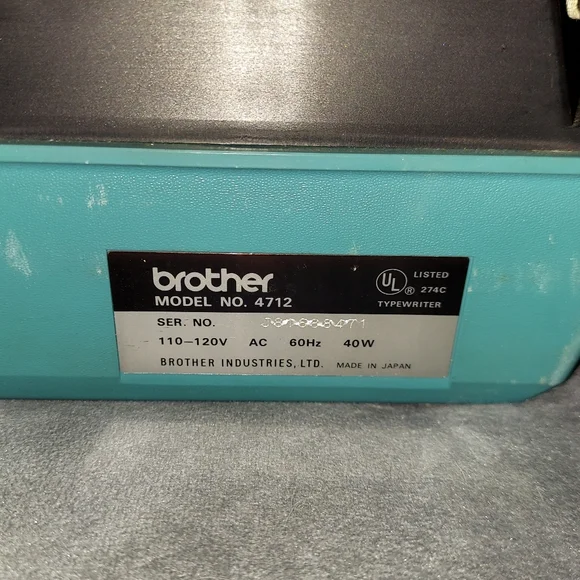 brother
MODEL NO. 4712
UL ® LISTED
274C
TYPEWRITER
SER. NO.
110–120V AC 60Hz 40W
BROTHER INDUSTRIES, LTD. MADE IN JAPAN